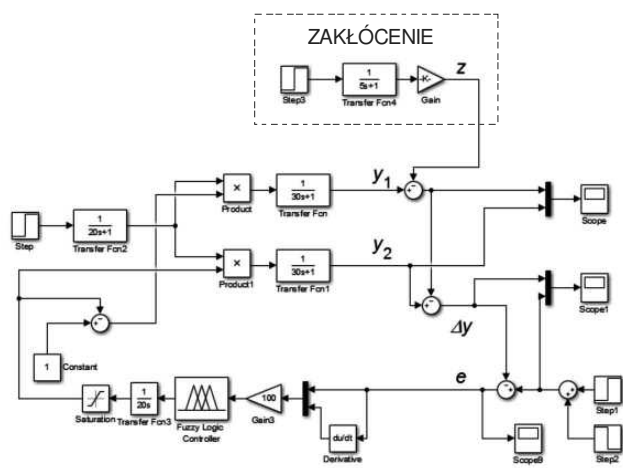 ZAKŁÓCENIE
Step3
1
5s+1
Transfer Fcn4
-K-
Gain
z
×
Product
1
30s+1
Transfer Fcn
y1
Scope
Step
1
20s+1
Transfer Fcn2
×
Product1
1
30s+1
Transfer Fcn1
y2
Scope1
Δy
1
Constant
e
Step1
Step2
Saturation
1
20s
Transfer Fcn3
Fuzzy Logic
Controller
100
Gain3
du/dt
Derivative
Scope9